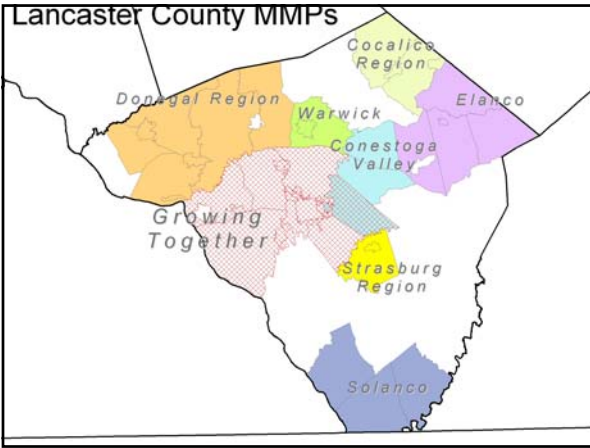 Lancaster County MMPs
Cocalico
Region
Donegal Region
Warwick
Elanco
Conestoga
Valley
Growing
Together
Strasburg
Region
Solanco